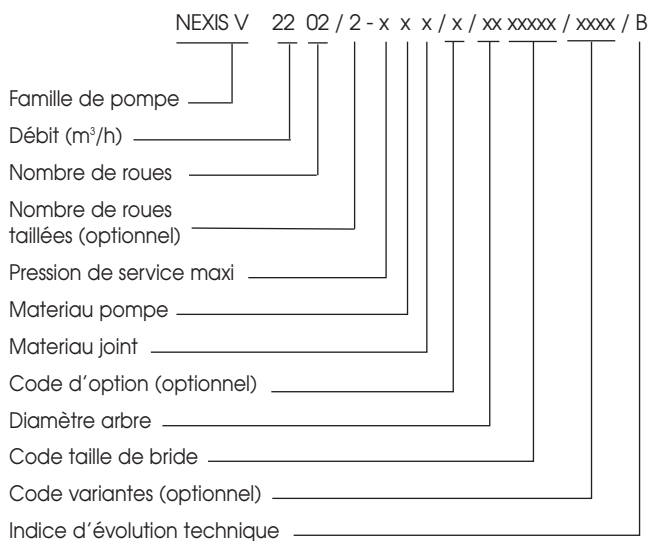 NEXIS V 22 02 / 2 - x x x / x / xx xxxxx / xxxx / B
Famille de pompe
Débit (m³/h)
Nombre de roues
Nombre de roues
taillées (optionnel)
Pression de service maxi
Materiau pompe
Materiau joint
Code d'option (optionnel)
Diamètre arbre
Code taille de bride
Code variantes (optionnel)
Indice d'évolution technique